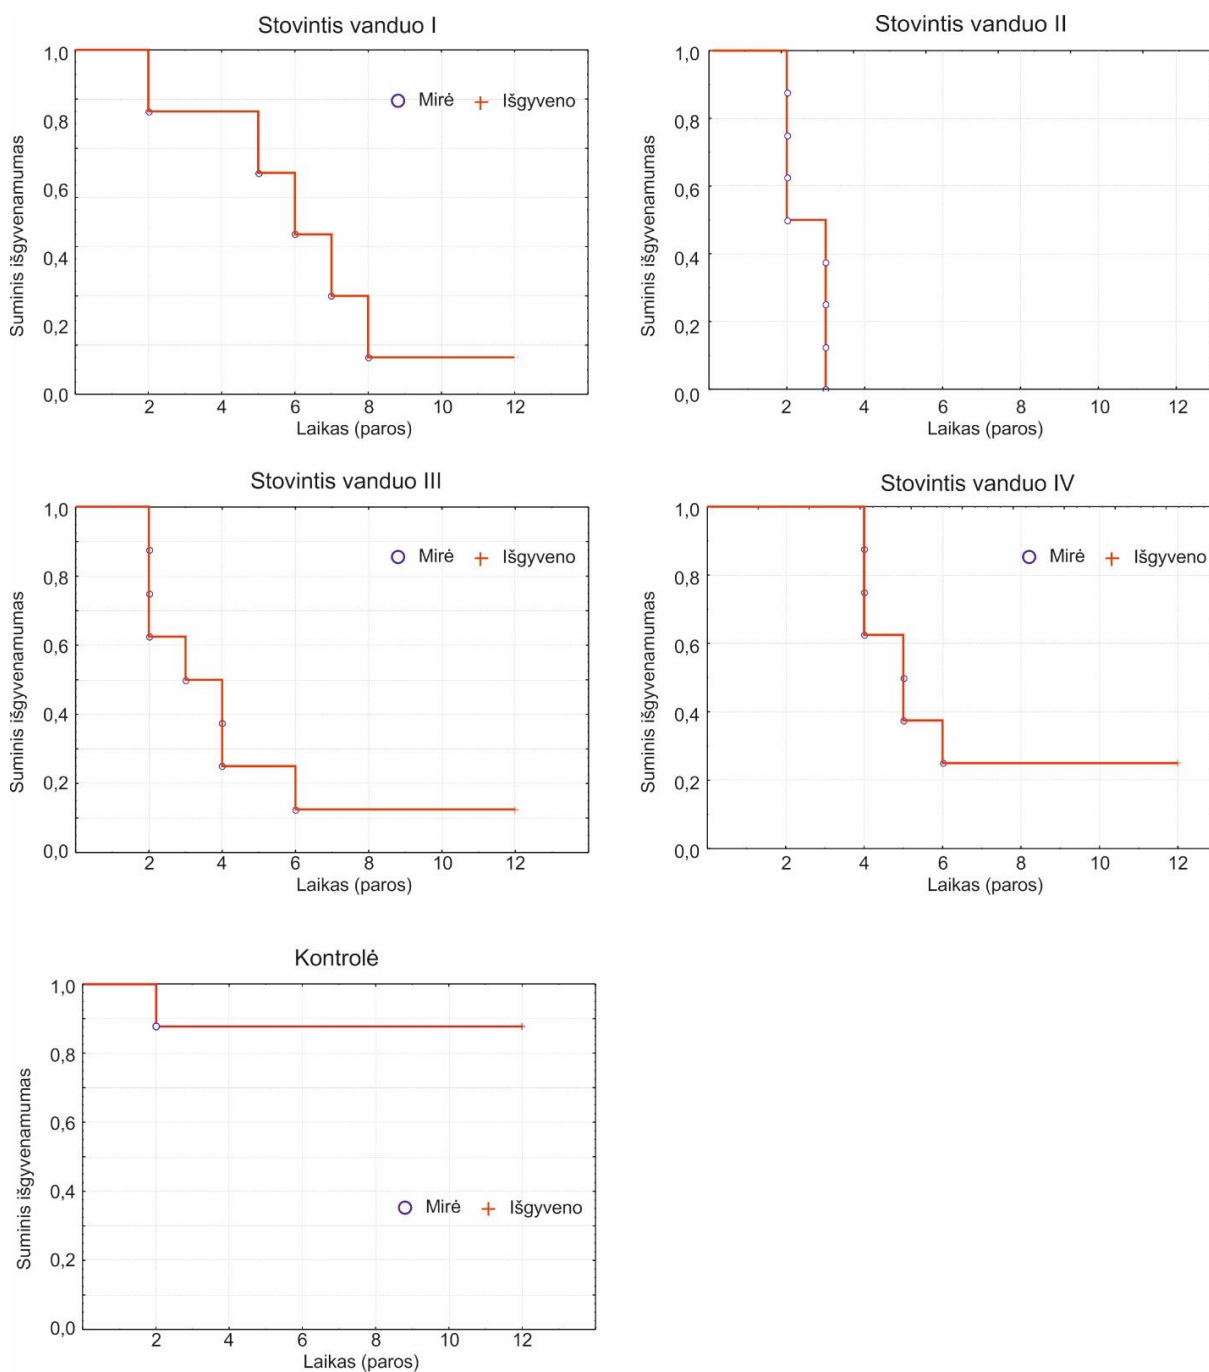 Stovintis vanduo I
1,0
0,8
0,6
0,4
0,2
0,0
Suminis išgyvenamumas
Mirė Išgyveno
2 4 6 8 10 12
Laikas (paros)
Stovintis vanduo II
1,0
0,8
0,6
0,4
0,2
0,0
Suminis išgyvenamumas
2 4 6 8 10 12
Laikas (paros)
Stovintis vanduo III
1,0
0,8
0,6
0,4
0,2
0,0
Suminis išgyvenamumas
Mirė Išgyveno
2 4 6 8 10 12
Laikas (paros)
Stovintis vanduo IV
1,0
0,8
0,6
0,4
0,2
0,0
Suminis išgyvenamumas
Mirė Išgyveno
2 4 6 8 10 12
Laikas (paros)
Kontrolė
1,0
0,8
0,6
0,4
0,2
0,0
Suminis išgyvenamumas
Mirė Išgyveno
2 4 6 8 10 12
Laikas (paros)